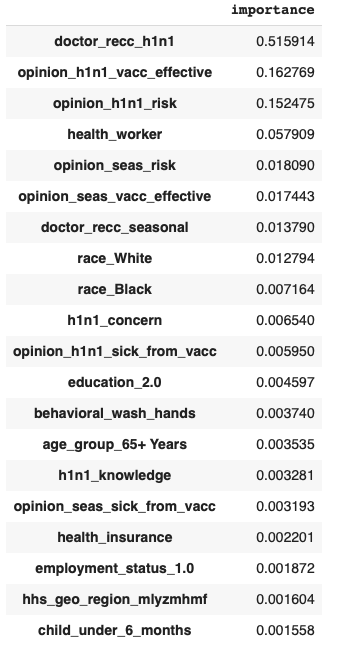 importance
doctor_recc_h1n1 0.515914
opinion_h1n1_vacc_effective 0.162769
opinion_h1n1_risk 0.152475
health_worker 0.057909
opinion_seas_risk 0.018090
opinion_seas_vacc_effective 0.017443
doctor_recc_seasonal 0.013790
race_White 0.012794
race_Black 0.007164
h1n1_concern 0.006540
opinion_h1n1_sick_from_vacc 0.005950
education_2.0 0.004597
behavioral_wash_hands 0.003740
age_group_65+ Years 0.003535
h1n1_knowledge 0.003281
opinion_seas_sick_from_vacc 0.003193
health_insurance 0.002201
employment_status_1.0 0.001872
hhs_geo_region_mlyzmhmf 0.001604
child_under_6_months 0.001558